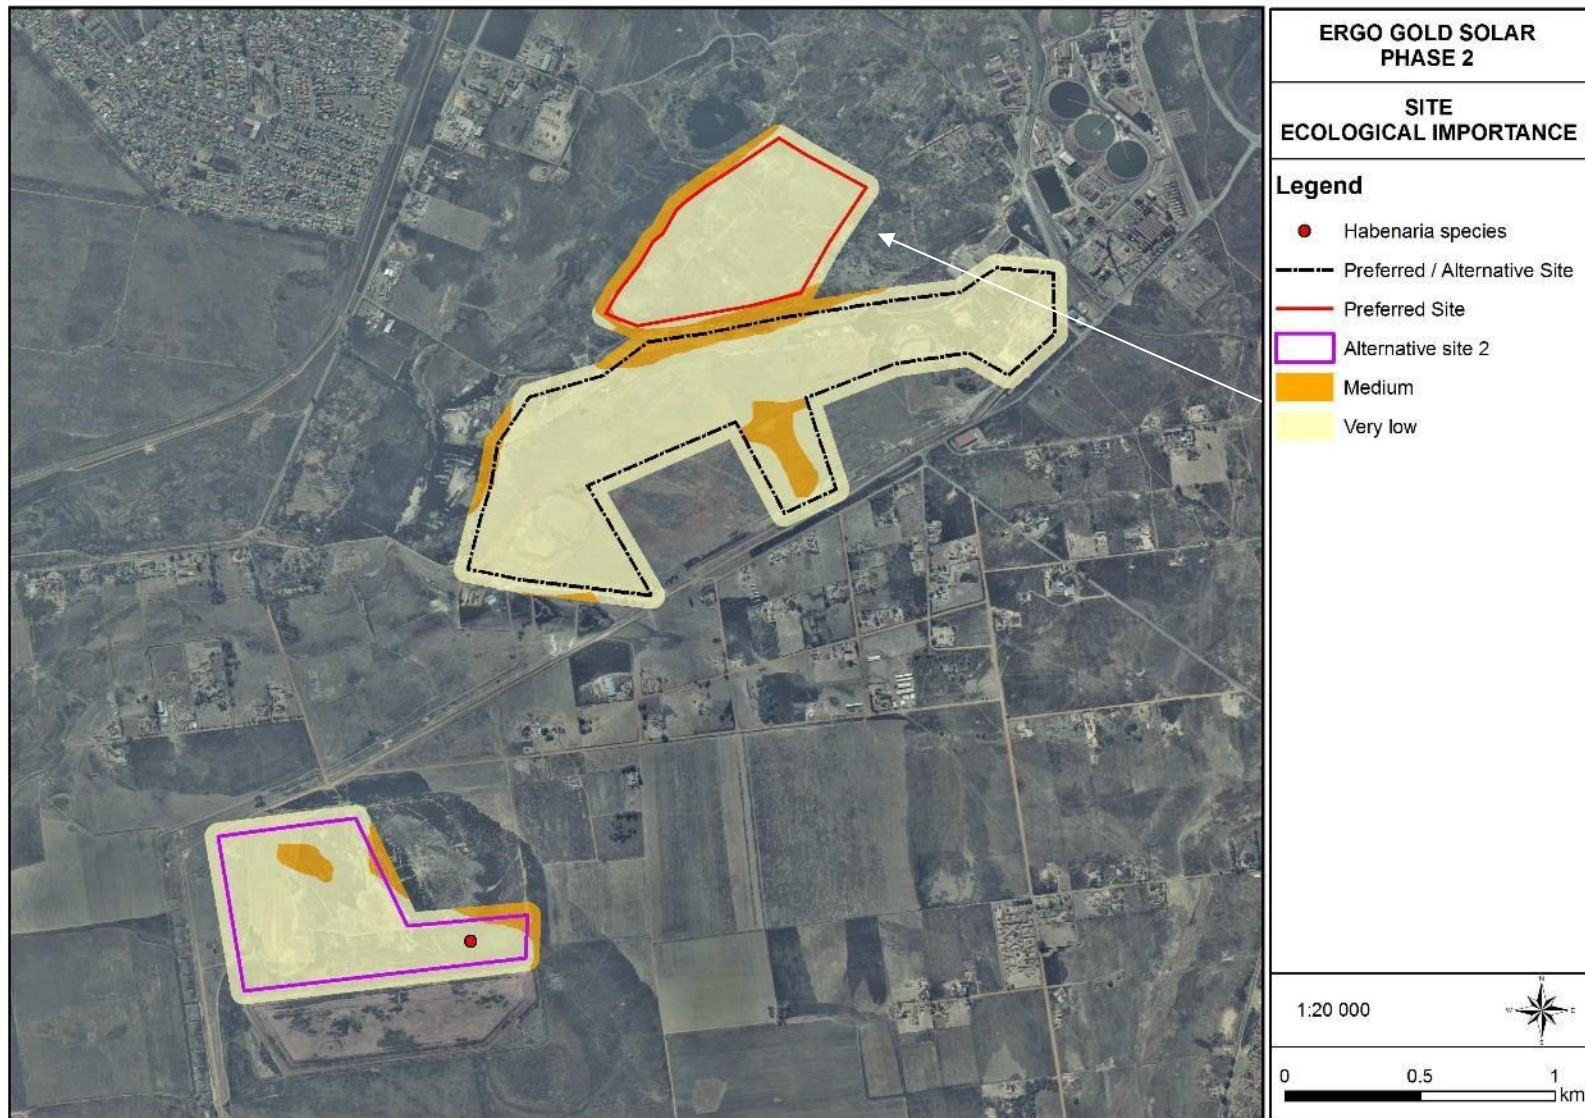 ERGO GOLD SOLAR
PHASE 2
SITE
ECOLOGICAL IMPORTANCE
Legend
Habenaria species
Preferred / Alternative Site
Preferred Site
Alternative site 2
Medium
Very low
1:20 000
N
W E
S
0 0.5 1
km